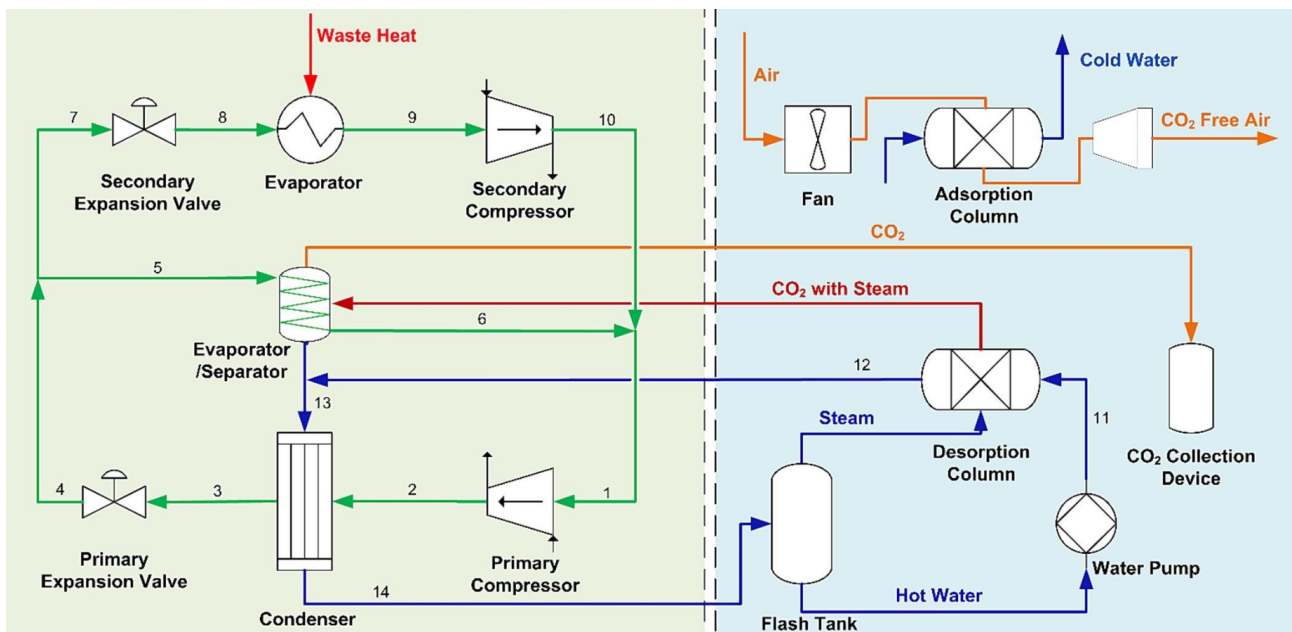 Waste Heat
7
8
9
10
Secondary
Expansion Valve
Evaporator
Secondary
Compressor
5
6
Evaporator
/Separator
13
4
3
2
1
Primary
Expansion Valve
Condenser
Primary
Compressor
14
Air
Cold Water
CO₂ Free Air
Fan
Adsorption
Column
CO₂
CO₂ with Steam
12
11
Steam
Desorption
Column
CO₂ Collection
Device
Water Pump
Hot Water
Flash Tank